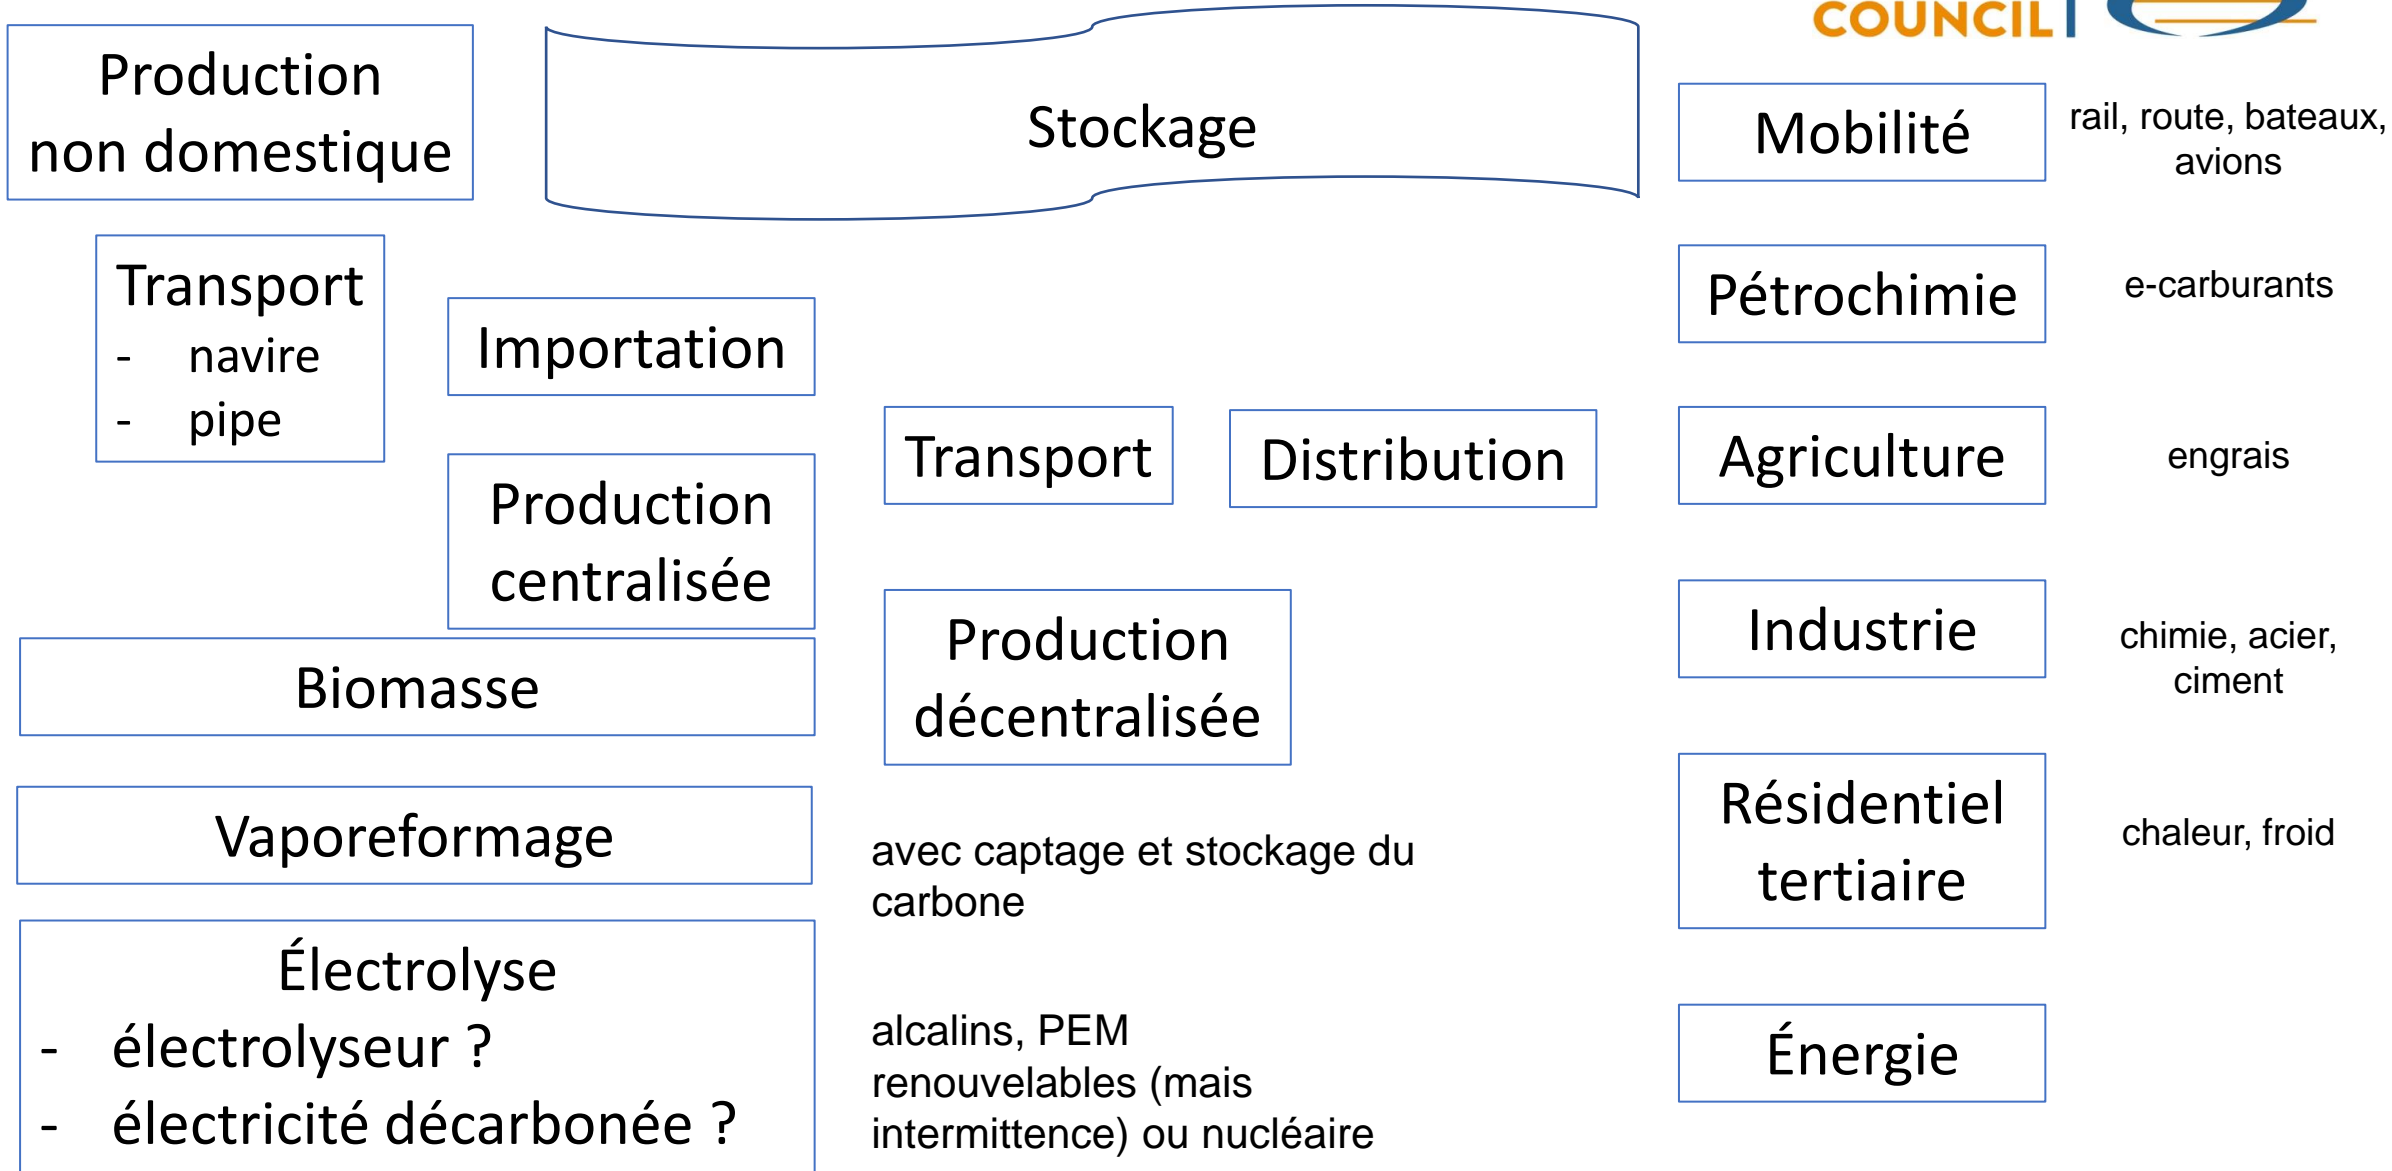 COUNCIL
Production
non domestique
Stockage
Mobilité
rail, route, bateaux,
avions
Transport
- navire
- pipe
Importation
Pétrochimie
e-carburants
Production
centralisée
Transport
Distribution
Agriculture
engrais
Biomasse
Production
décentralisée
Industrie
chimie, acier,
ciment
Vaporeformage
avec captage et stockage du
carbone
Résidentiel
tertiaire
chaleur, froid
Électrolyse
- électrolyseur ?
- électricité décarbonée ?
alcalins, PEM
renouvelables (mais
intermittence) ou nucléaire
Énergie